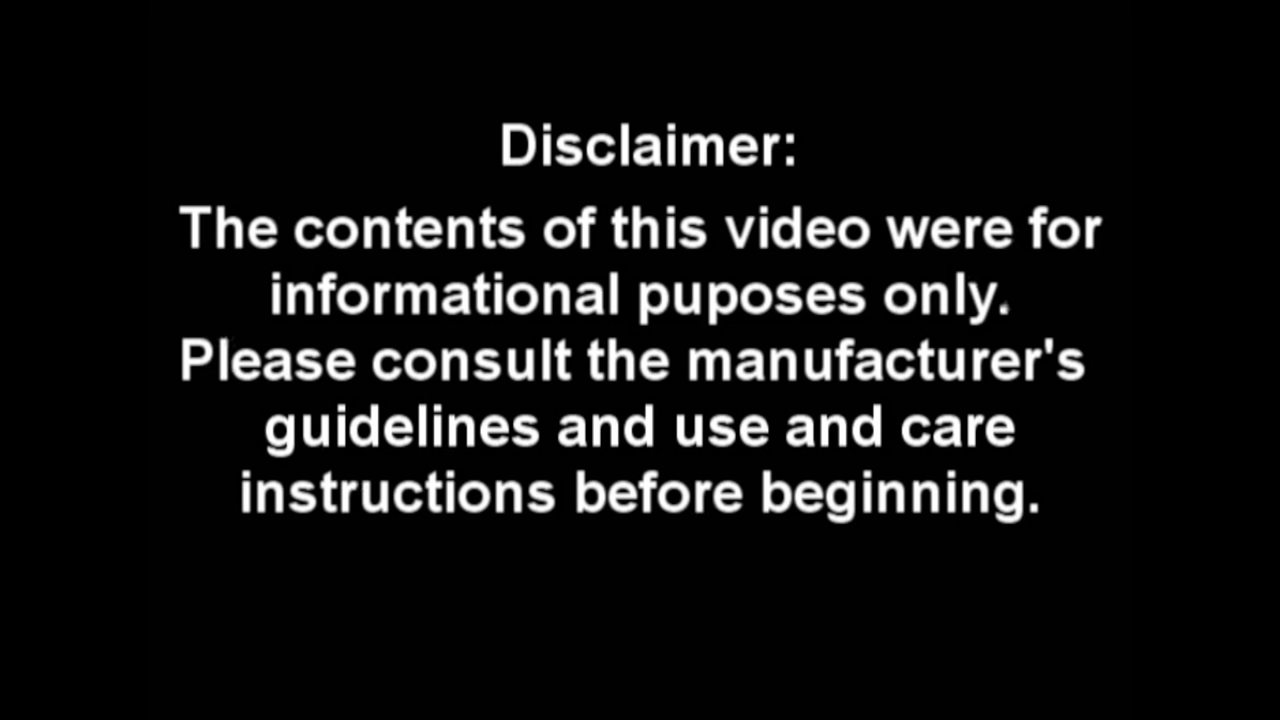 Disclaimer:
The contents of this video were for
informational puposes only.
Please consult the manufacturer's
guidelines and use and care
instructions before beginning.